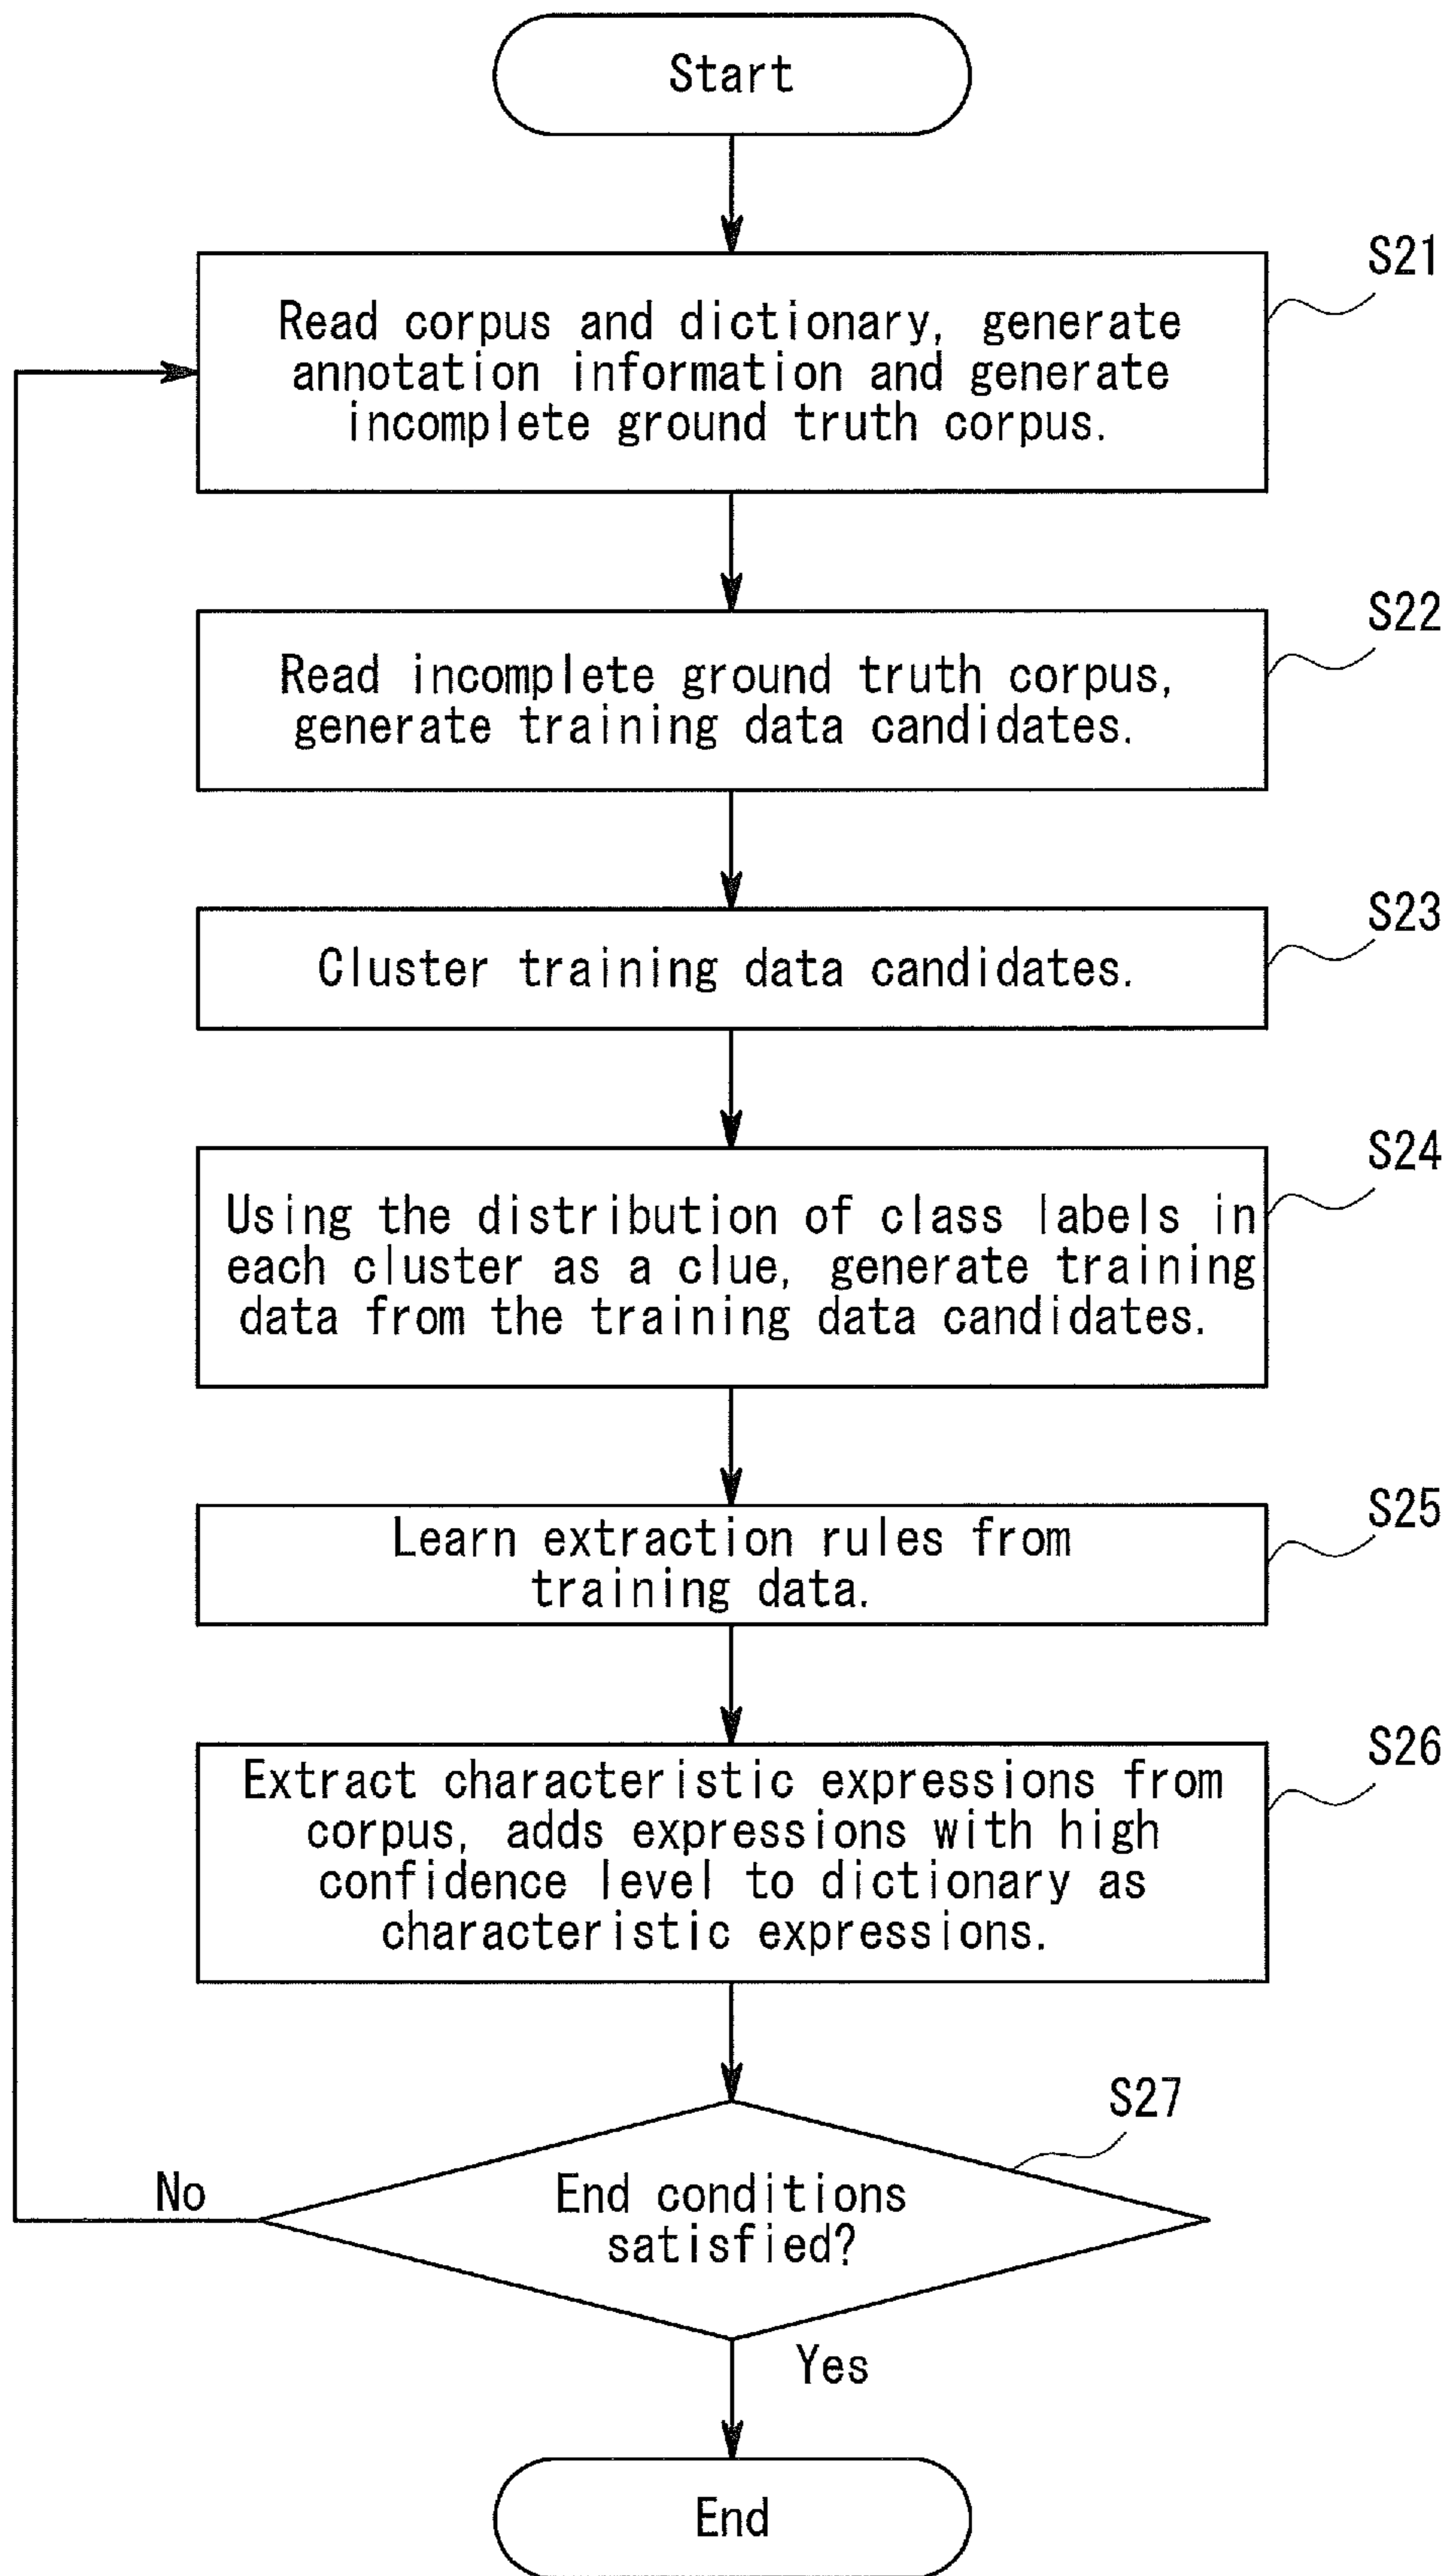 Start
S21
Read corpus and dictionary, generate
annotation information and generate
incomplete ground truth corpus.
S22
Read incomplete ground truth corpus,
generate training data candidates.
S23
Cluster training data candidates.
S24
Using the distribution of class labels in
each cluster as a clue, generate training
data from the training data candidates.
S25
Learn extraction rules from
training data.
S26
Extract characteristic expressions from
corpus, adds expressions with high
confidence level to dictionary as
characteristic expressions.
S27
No
End conditions
satisfied?
Yes
End